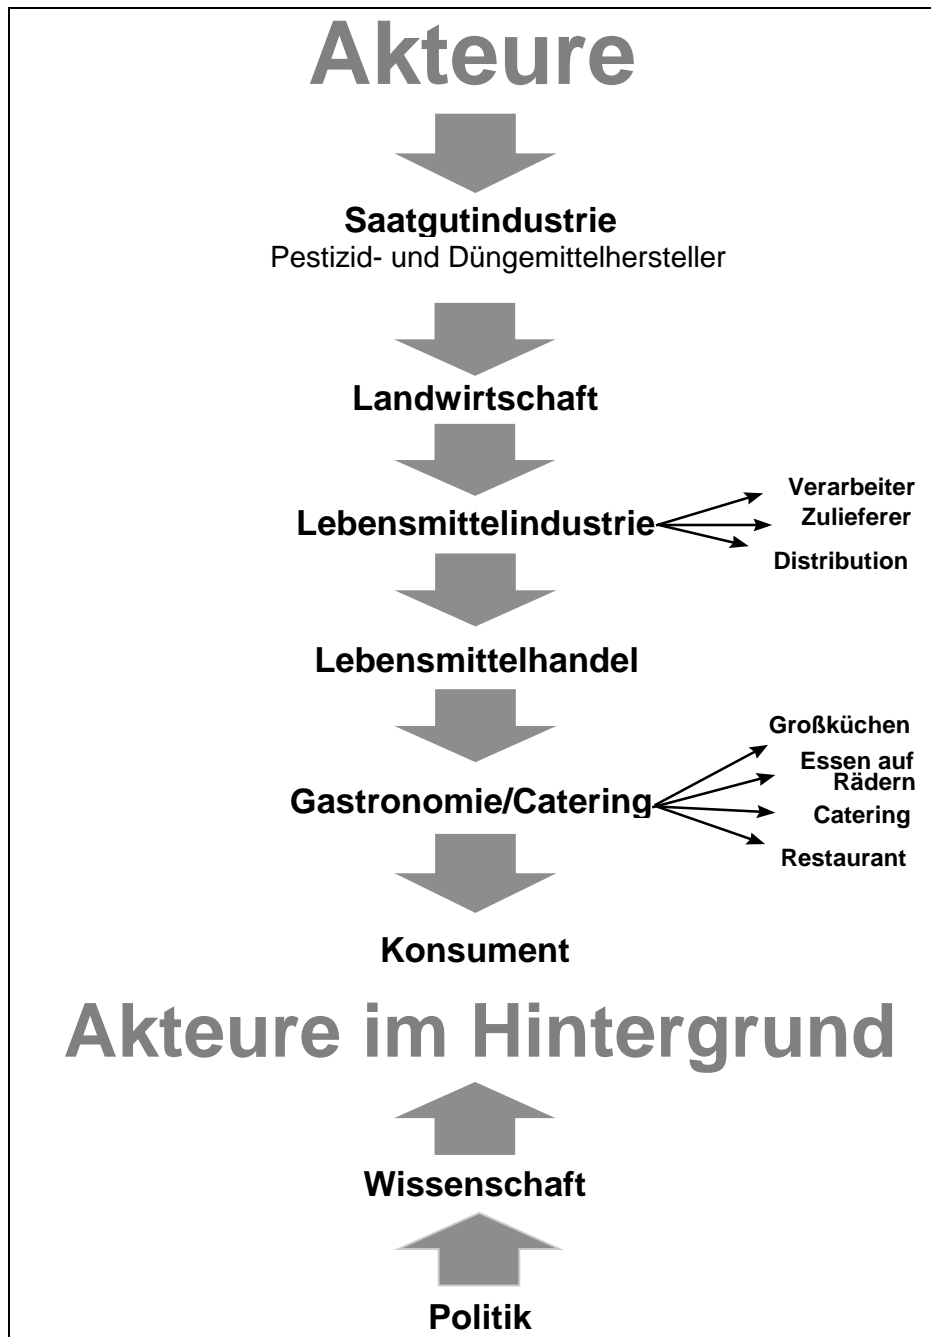 Akteure
Saatgutindustrie
Pestizid- und Düngemittelhersteller
Landwirtschaft
Lebensmittelindustrie
Verarbeiter
Zulieferer
Distribution
Lebensmittelhandel
Gastronomie/Catering
Großküchen
Essen auf
Rädern
Catering
Restaurant
Konsument
Akteure im Hintergrund
Wissenschaft
Politik